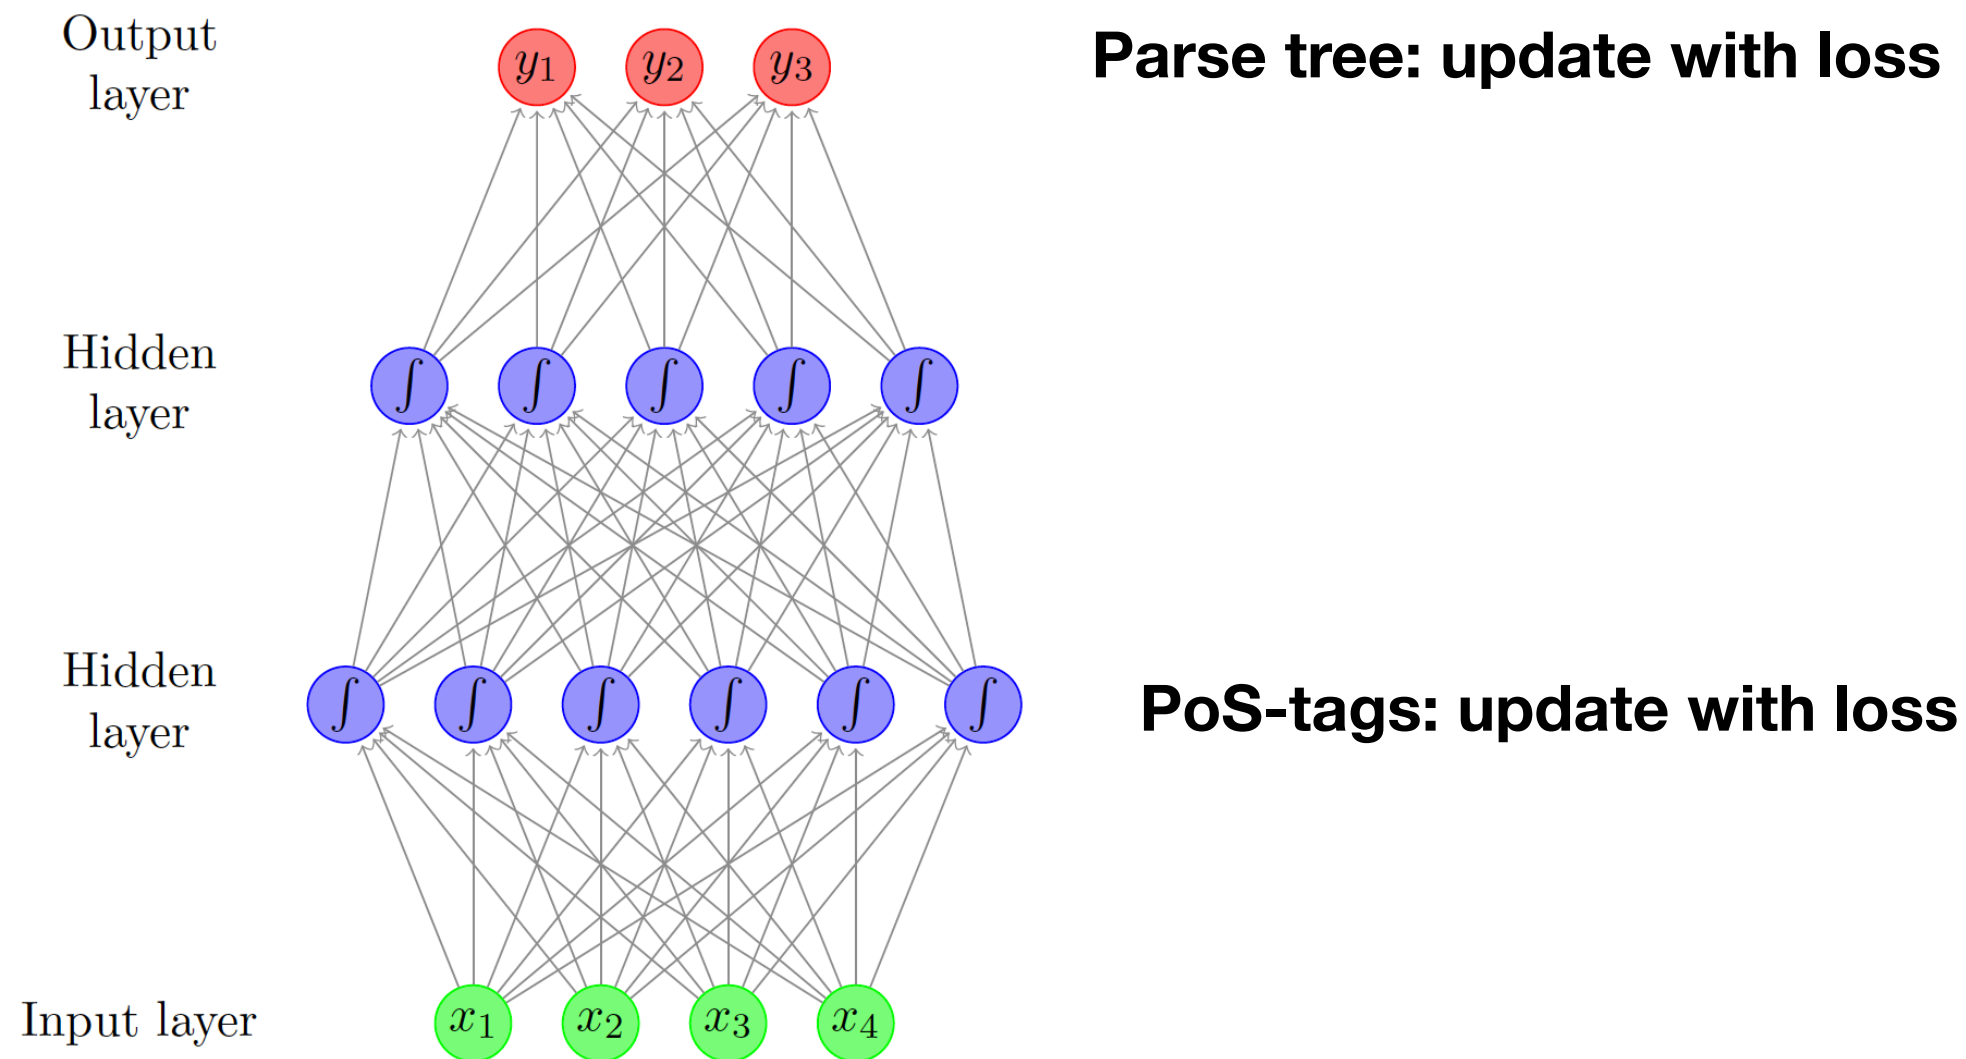 Output
layer
y1 y2 y3
Parse tree: update with loss
Hidden
layer
∫ ∫ ∫ ∫ ∫
Hidden
layer
∫ ∫ ∫ ∫ ∫ ∫
PoS-tags: update with loss
Input layer
x1 x2 x3 x4